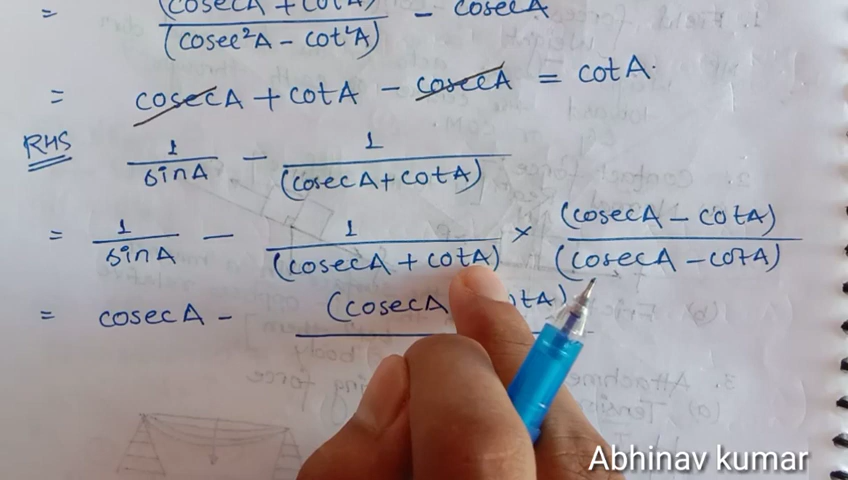 = (cosecA + cotA) / (cosec²A - cot²A) - cosecA
= cosecA + cotA - cosecA = cotA.
RHS
1/sinA - 1/(cosecA+cotA)
= 1/sinA - 1/(cosecA + cotA) × (cosecA - cotA)/(cosecA - cotA)
= cosecA - (cosecA otA)
Abhinav kumar